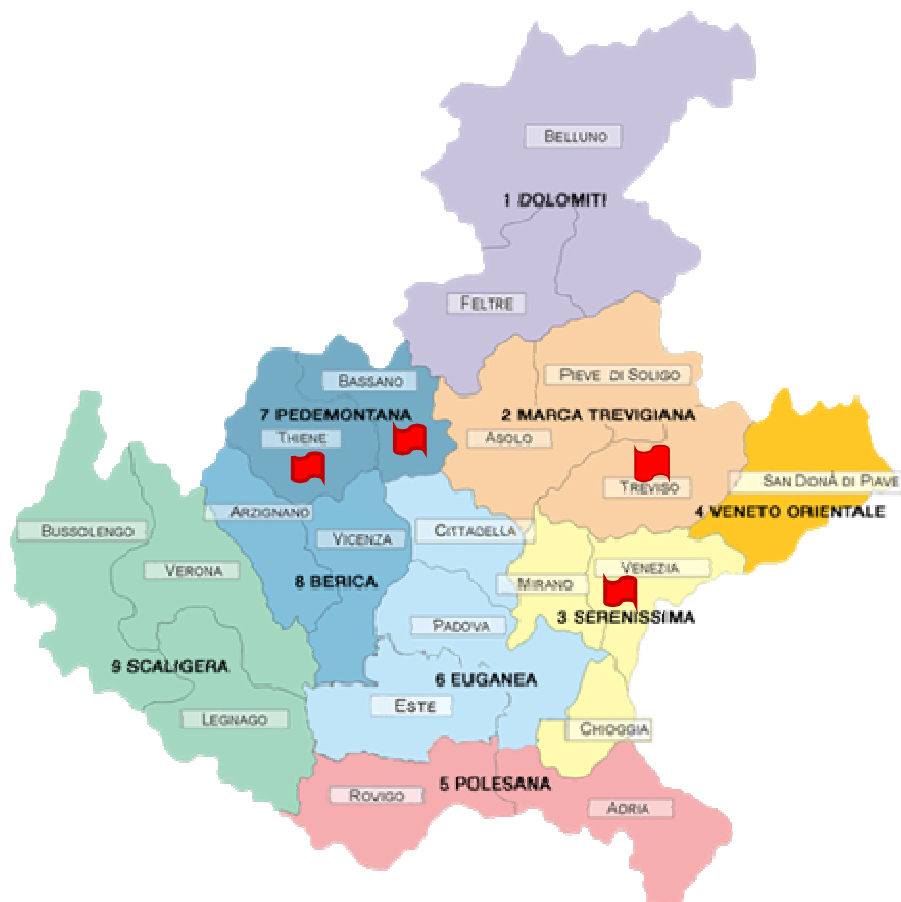 BELLUNO
1 DOLOMITI
FELTRE
BASSANO
PIEVE DI SOLIGO
7 PEDEMONTANA
2 MARCA TREVIGIANA
THIENE
ASOLO
SAN DONÀ DI PIAVE
TREVISO
4 VENETO ORIENTALE
ARZIGNANO
BUSSOLENGO
VICENZA
CITTADELLA
VERONA
VENEZIA
8 BERICA
MIRANO
3 SERENISSIMA
PADOVA
9 SCALIGERA
6 EUGANEA
ESTE
LEGNAGO
CHIOGGIA
5 POLESANA
ROVIGO
ADRIA